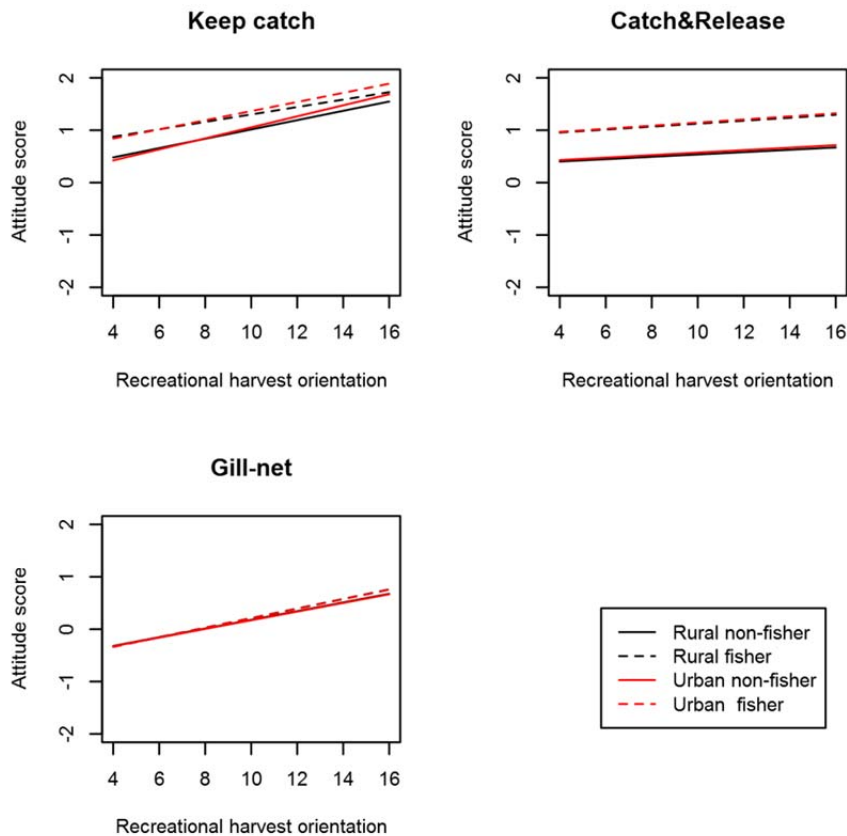 Keep catch
Attitude score
2
1
0
-1
-2
4 6 8 10 12 14 16
Recreational harvest orientation
Catch&Release
Attitude score
2
1
0
-1
-2
4 6 8 10 12 14 16
Recreational harvest orientation
Gill-net
Attitude score
2
1
0
-1
-2
4 6 8 10 12 14 16
Recreational harvest orientation
Rural non-fisher
Rural fisher
Urban non-fisher
Urban fisher